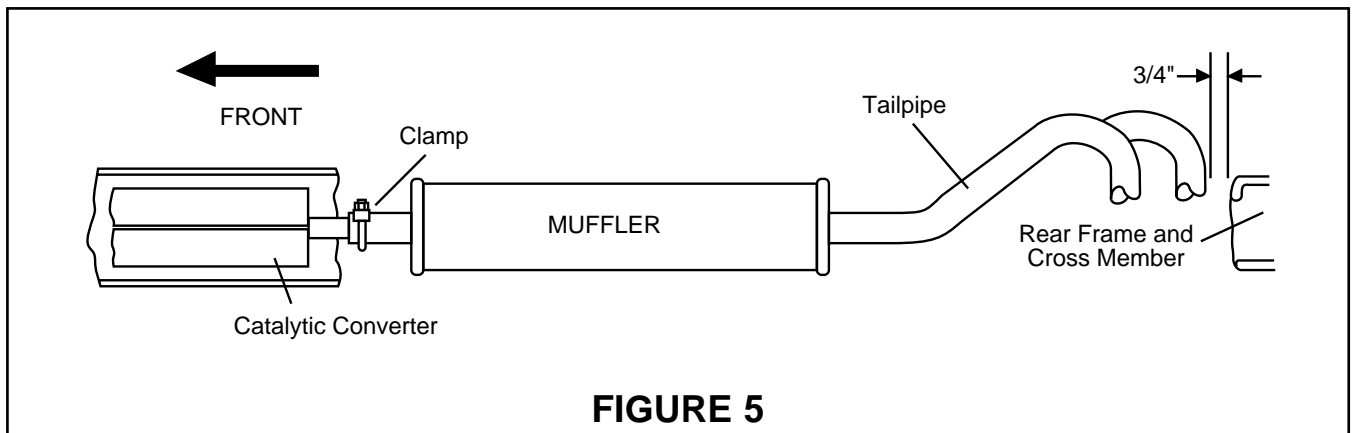 FRONT
Clamp
Tailpipe
3/4"
MUFFLER
Rear Frame and
Cross Member
Catalytic Converter
FIGURE 5